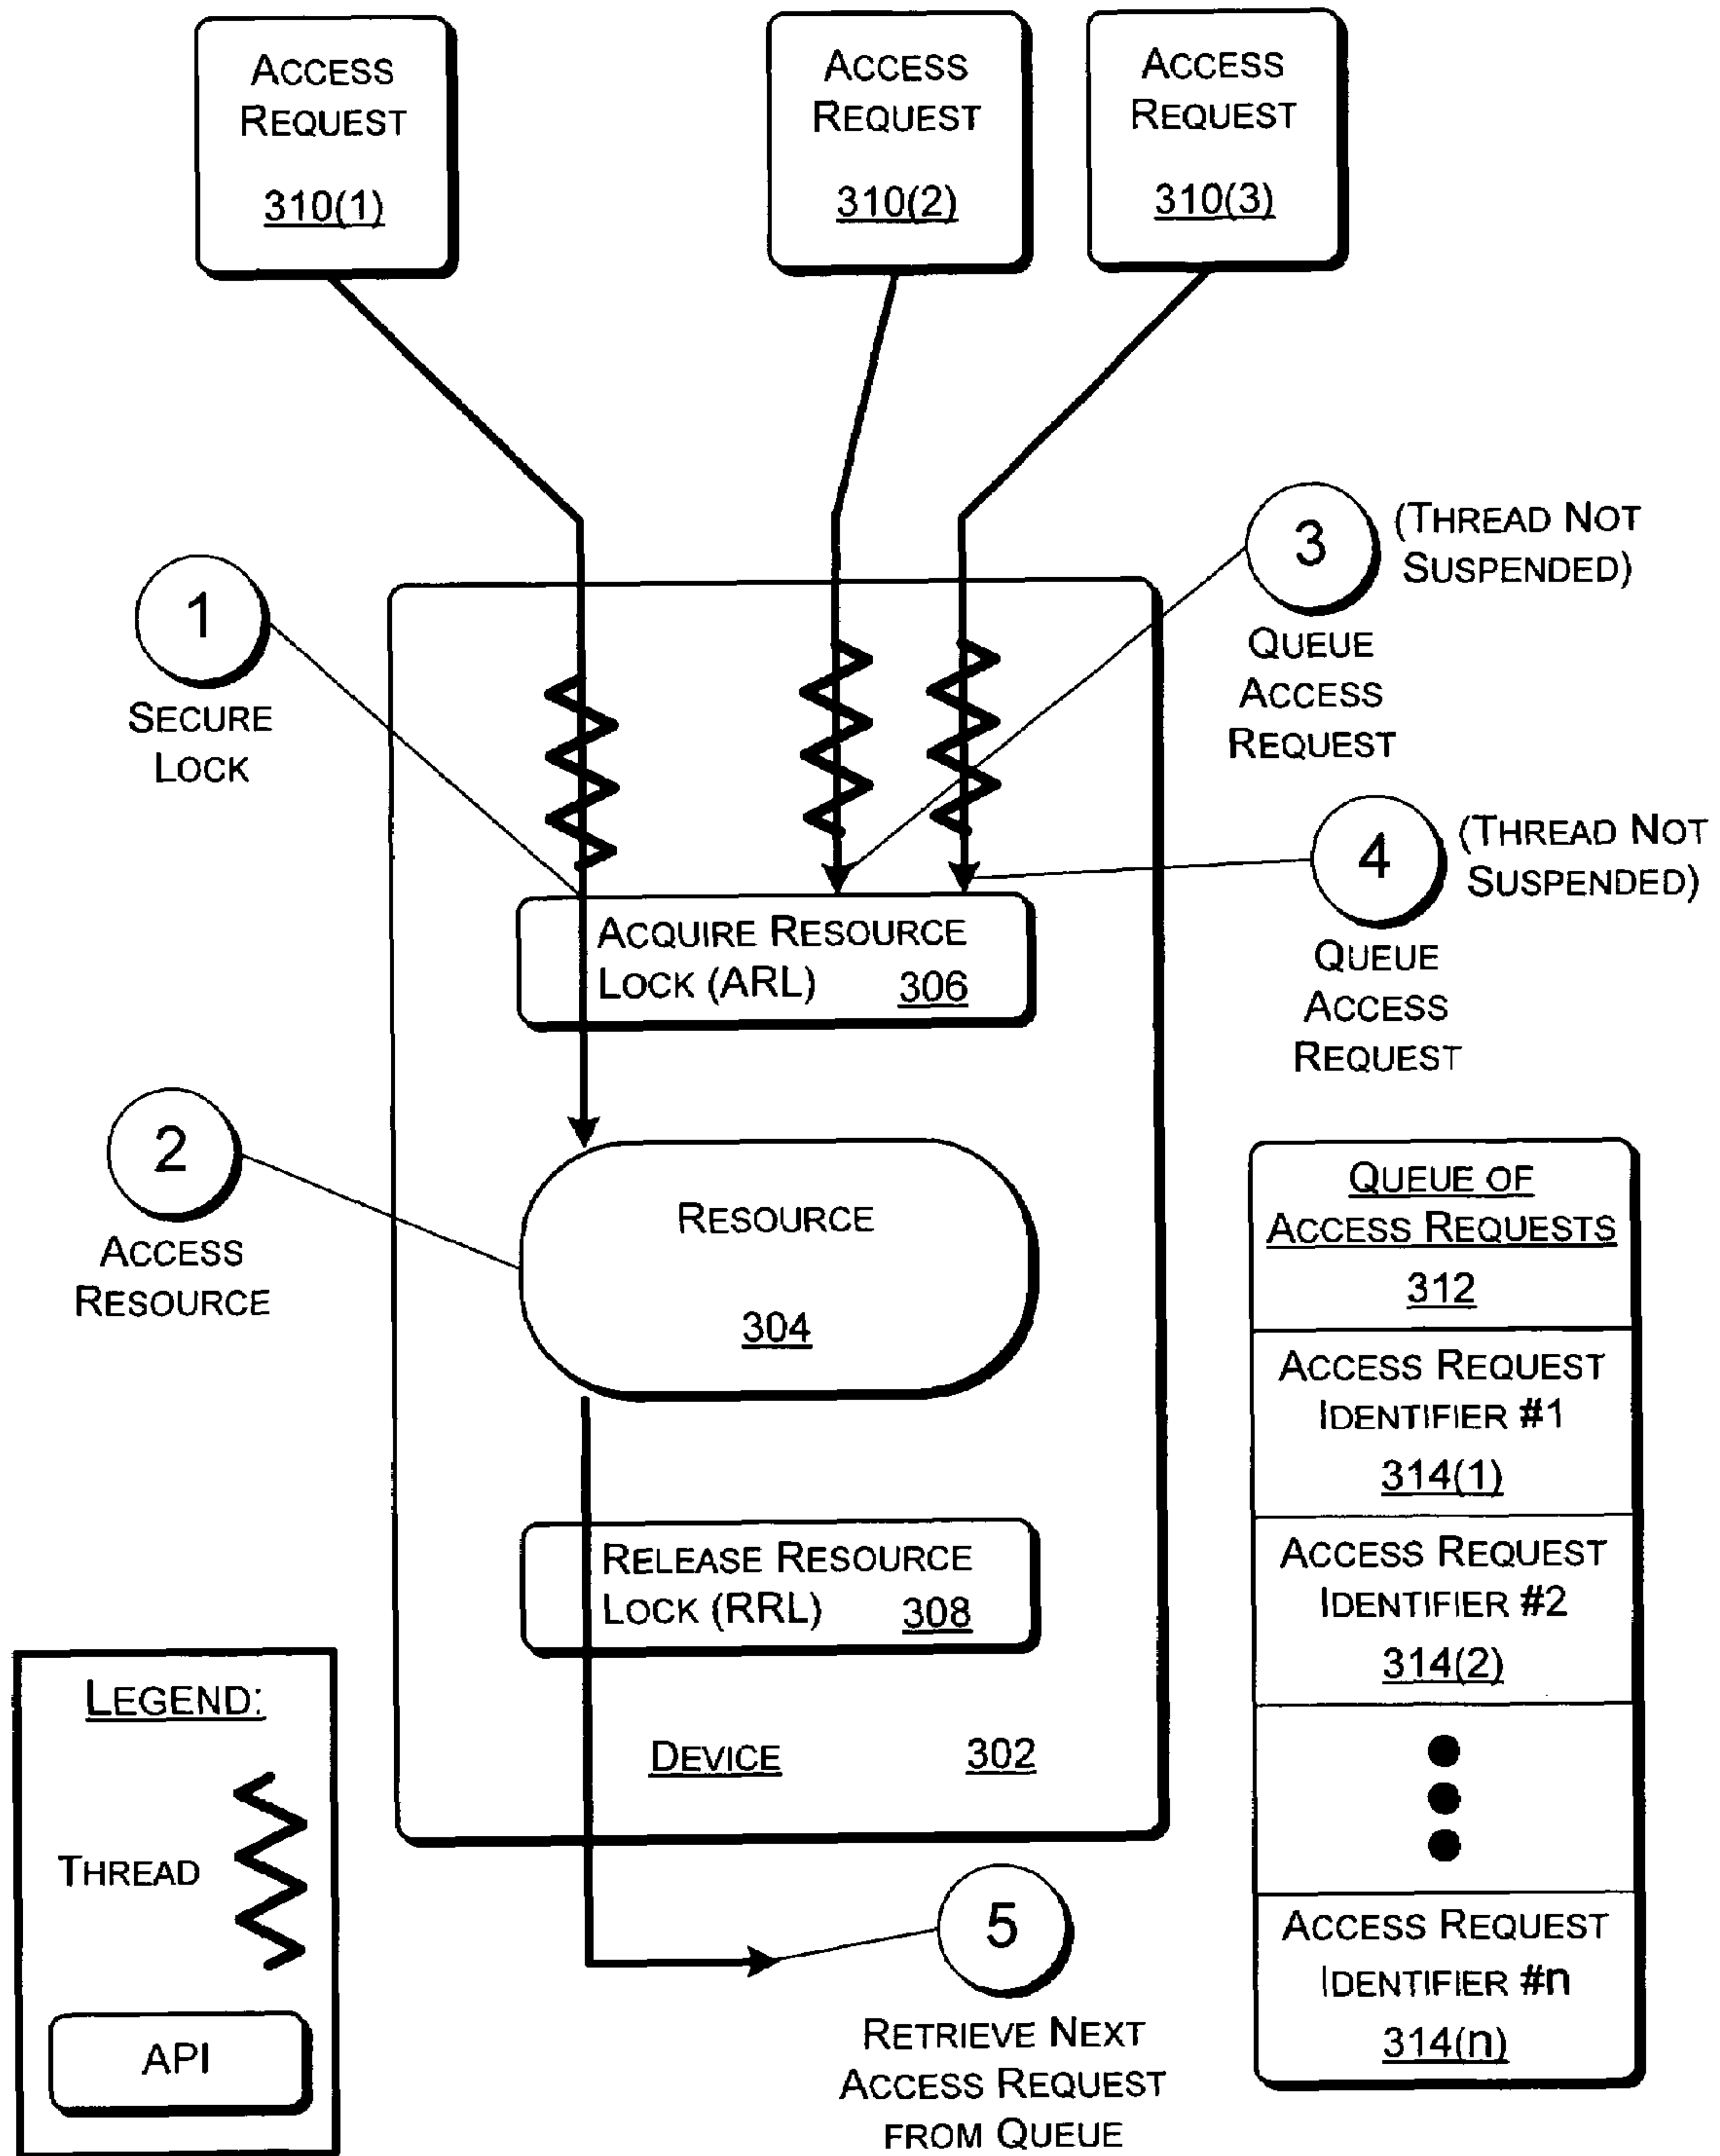 ACCESS
REQUEST
310(1)
ACCESS
REQUEST
310(2)
ACCESS
REQUEST
310(3)
1
SECURE
LOCK
3
(THREAD NOT
SUSPENDED)
QUEUE
ACCESS
REQUEST
4
(THREAD NOT
SUSPENDED)
QUEUE
ACCESS
REQUEST
ACQUIRE RESOURCE
LOCK (ARL) 306
2
ACCESS
RESOURCE
RESOURCE
304
RELEASE RESOURCE
LOCK (RRL) 308
DEVICE 302
5
RETRIEVE NEXT
ACCESS REQUEST
FROM QUEUE
QUEUE OF
ACCESS REQUESTS
312
ACCESS REQUEST
IDENTIFIER #1
314(1)
ACCESS REQUEST
IDENTIFIER #2
314(2)
ACCESS REQUEST
IDENTIFIER #n
314(n)
LEGEND:
THREAD
API